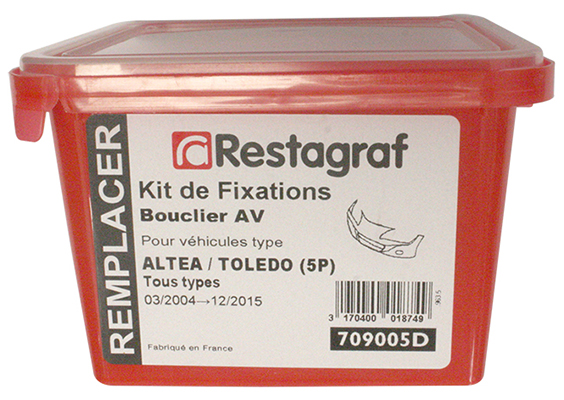 REMPLACER
Restagraf
Kit de Fixations
Bouclier AV
Pour véhicules type
ALTEA / TOLEDO (5P)
Tous types
03/2004→12/2015
9635
3 170400 018749
709005D
Fabriqué en France